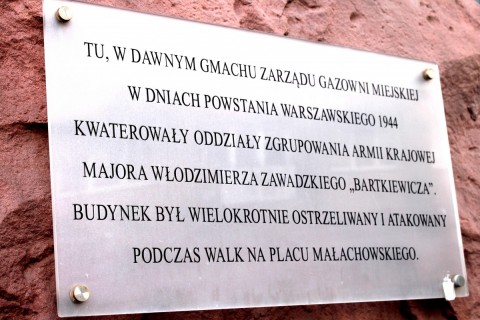 TU, W DAWNYM GMACHU ZARZĄDU GAZOWNI MIEJSKIEJ
W DNIACH POWSTANIA WARSZAWSKIEGO 1944
KWATEROWAŁY ODDZIAŁY ZGRUPOWANIA ARMII KRAJOWEJ
MAJORA WŁODZIMIERZA ZAWADZKIEGO „BARTKIEWICZA”.
BUDYNEK BYŁ WIELOKROTNIE OSTRZELIWANY I ATAKOWANY
PODCZAS WALK NA PLACU MAŁACHOWSKIEGO.